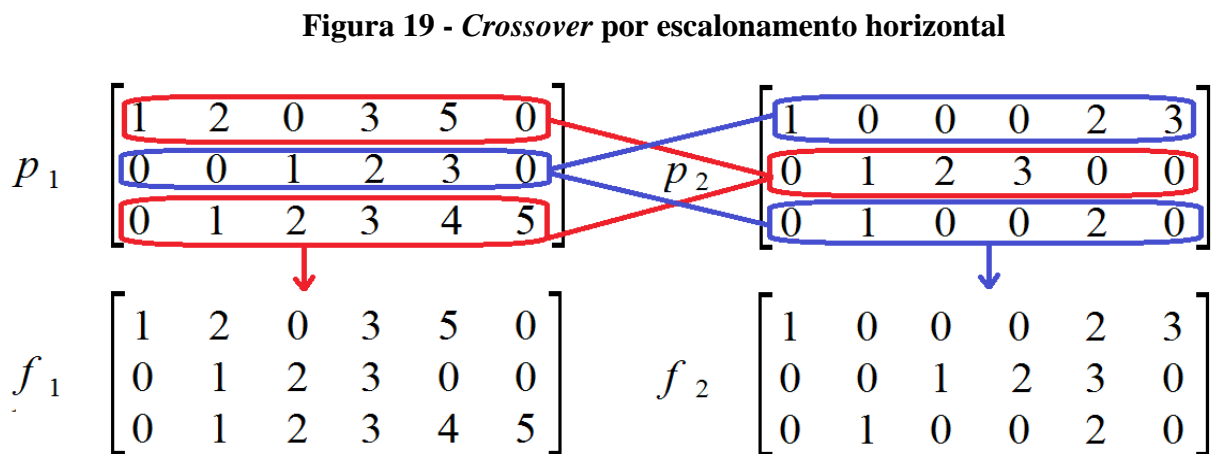 Figura 19 - Crossover por escalonamento horizontal
1 2 0 3 5 0 1 0 0 0 2 3
p 1 0 0 1 2 3 0 p 2 0 1 2 3 0 0
0 1 2 3 4 5 0 1 0 0 2 0
1 2 0 3 5 0 1 0 0 0 2 3
f 1 0 1 2 3 0 0 f 2 0 0 1 2 3 0
0 1 2 3 4 5 0 1 0 0 2 0